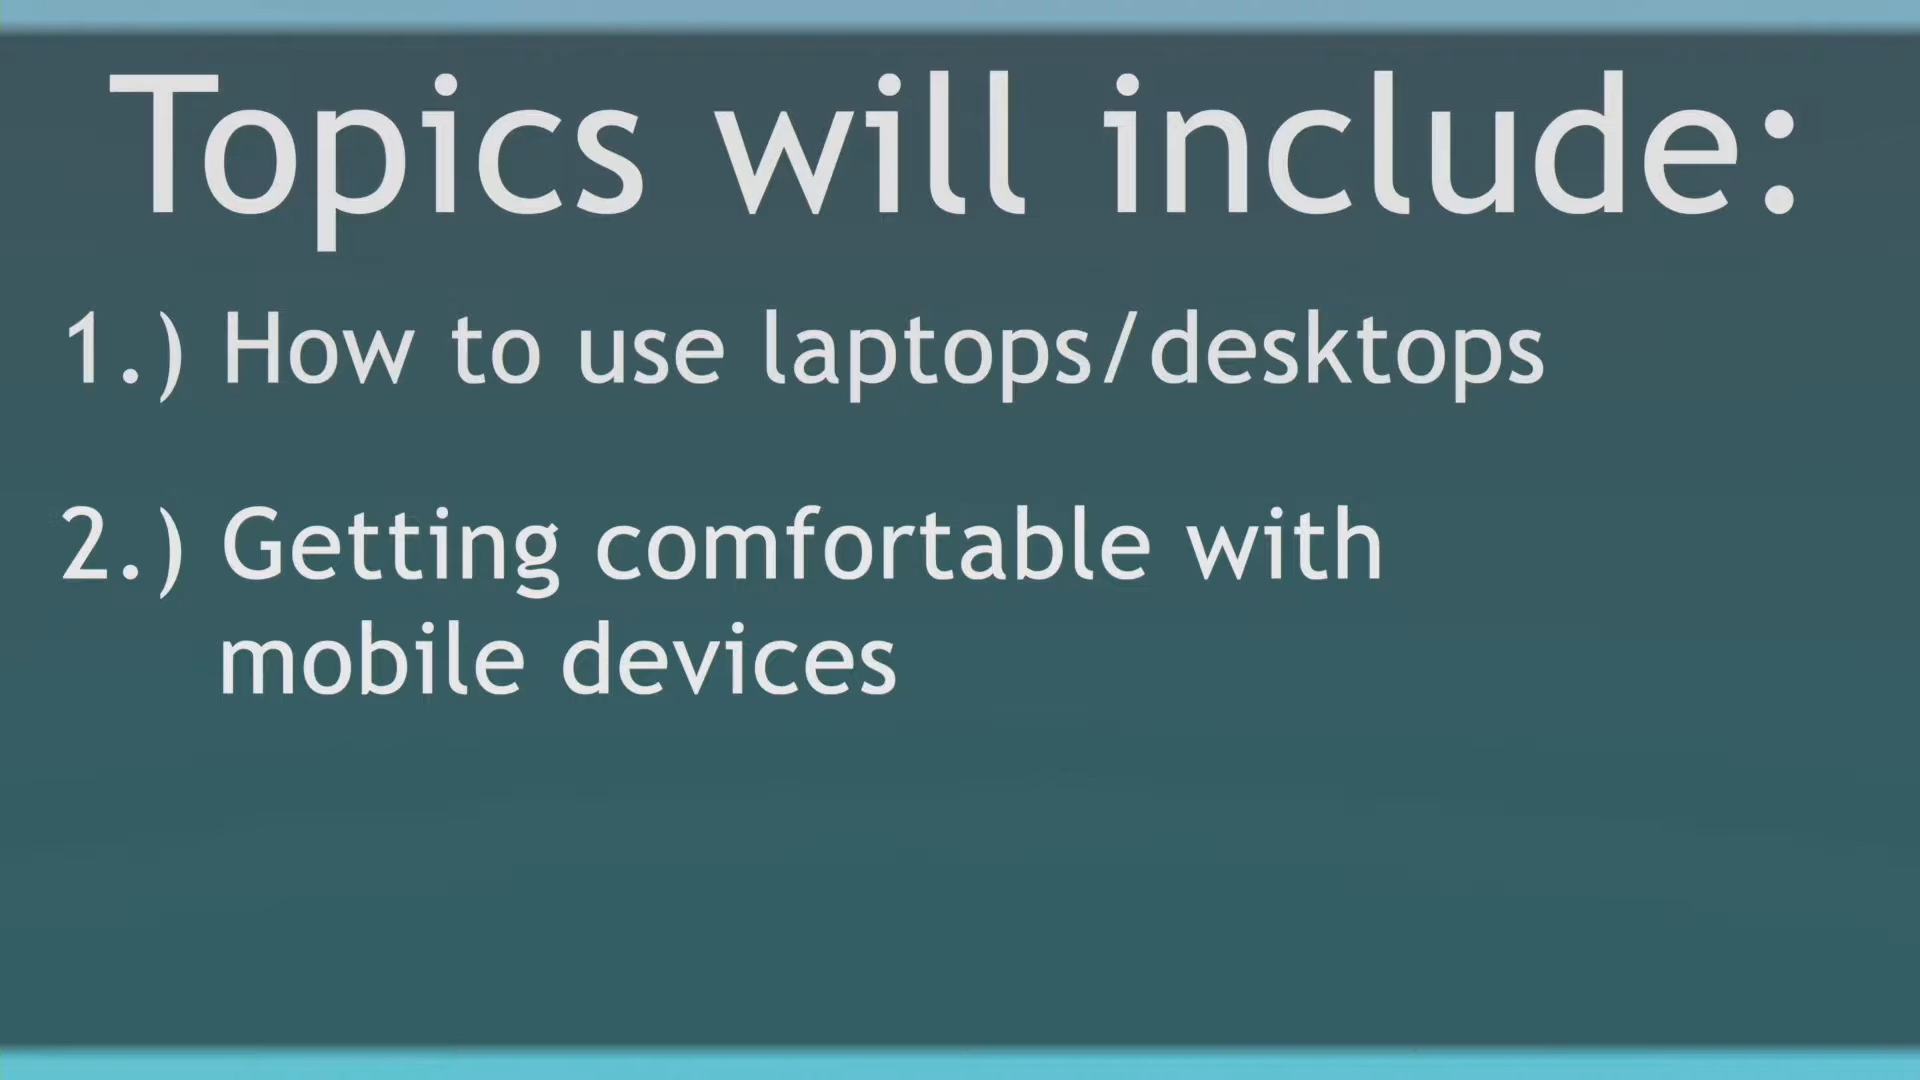 Topics will include:
1.) How to use laptops/desktops
2.) Getting comfortable with
mobile devices